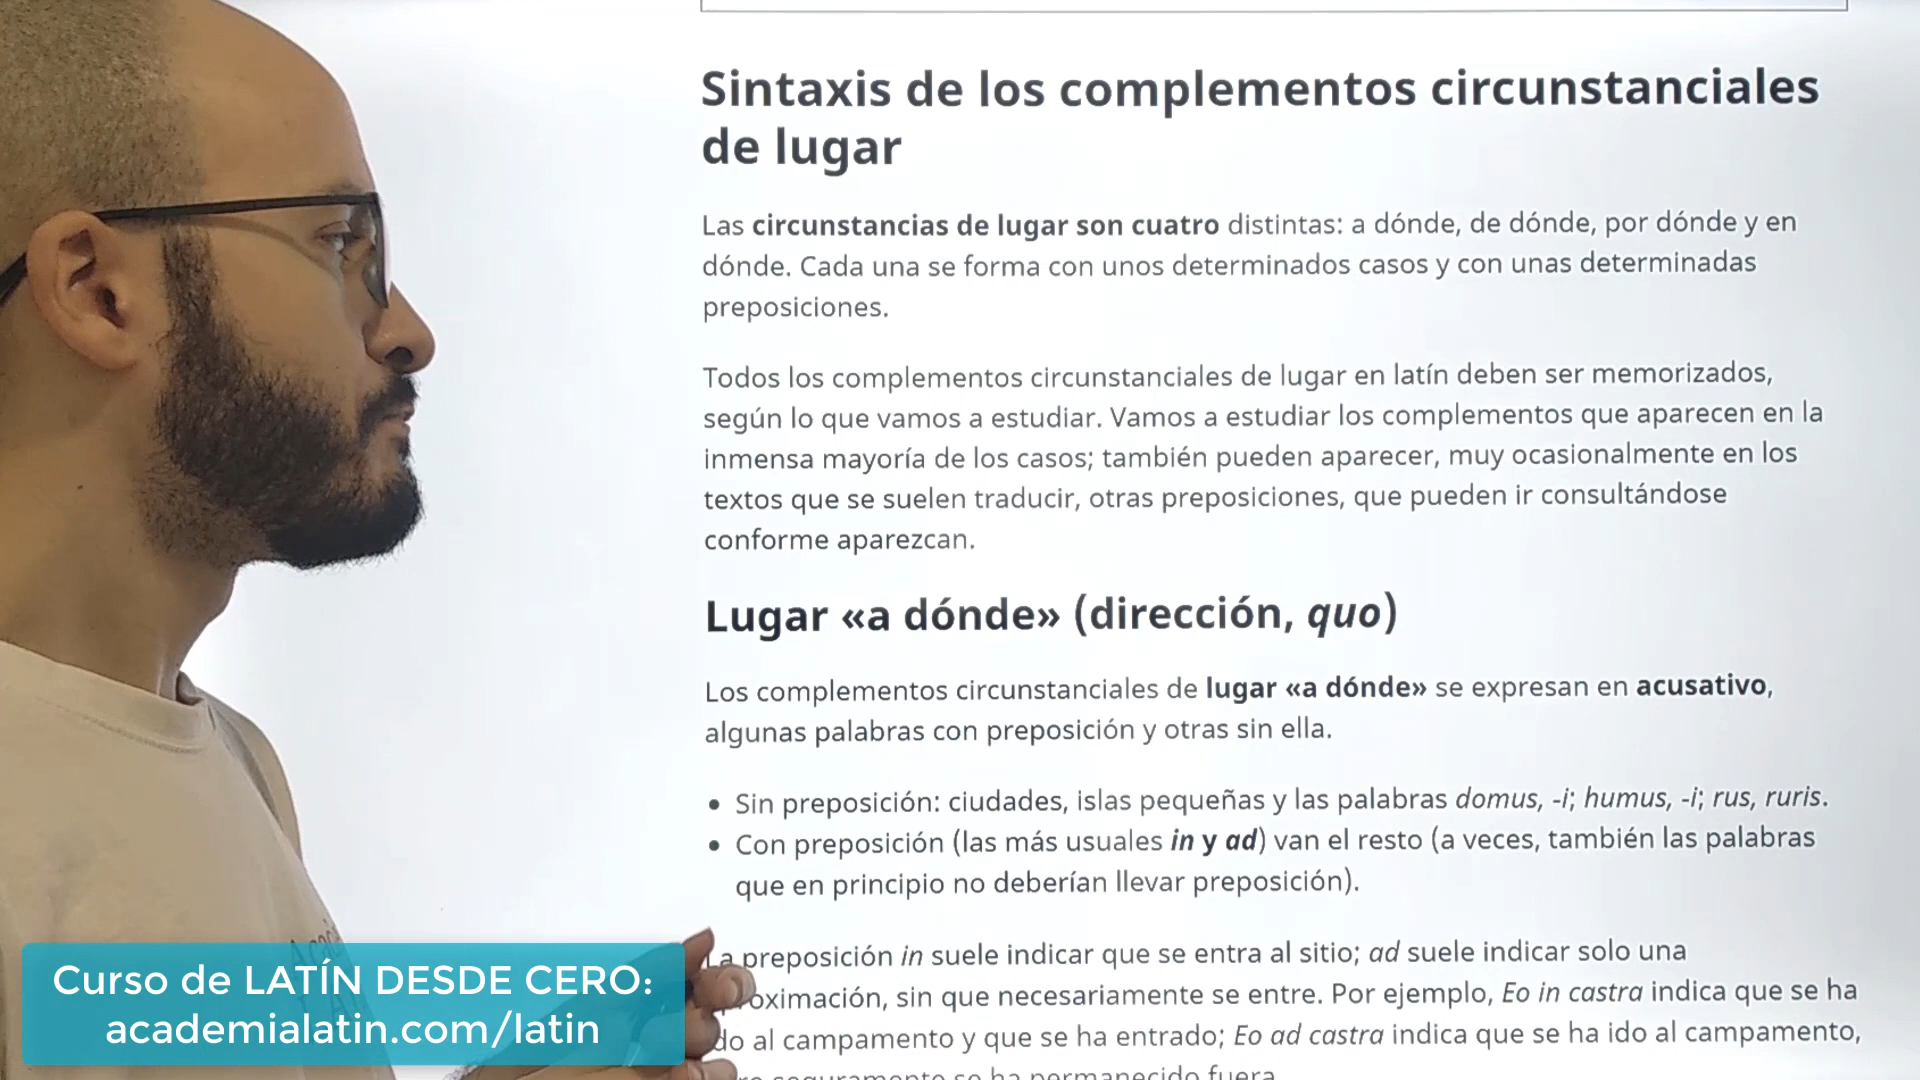 Sintaxis de los complementos circunstanciales
de lugar
Las circunstancias de lugar son cuatro distintas: a dónde, de dónde, por dónde y en
dónde. Cada una se forma con unos determinados casos y con unas determinadas
preposiciones.
Todos los complementos circunstanciales de lugar en latín deben ser memorizados,
según lo que vamos a estudiar. Vamos a estudiar los complementos que aparecen en la
inmensa mayoría de los casos; también pueden aparecer, muy ocasionalmente en los
textos que se suelen traducir, otras preposiciones, que pueden ir consultándose
conforme aparezcan.
Lugar «a dónde» (dirección, quo)
Los complementos circunstanciales de lugar «a dónde» se expresan en acusativo,
algunas palabras con preposición y otras sin ella.
• Sin preposición: ciudades, islas pequeñas y las palabras domus, -i; humus, -i; rus, ruris.
• Con preposición (las más usuales in y ad) van el resto (a veces, también las palabras
que en principio no deberían llevar preposición).
preposición in suele indicar que se entra al sitio; ad suele indicar solo una
oximación, sin que necesariamente se entre. Por ejemplo, Eo in castra indica que se ha
do al campamento y que se ha entrado; Eo ad castra indica que se ha ido al campamento,
seguramente se ha permanecido fuera
Curso de LATÍN DESDE CERO:
academialatin.com/latin